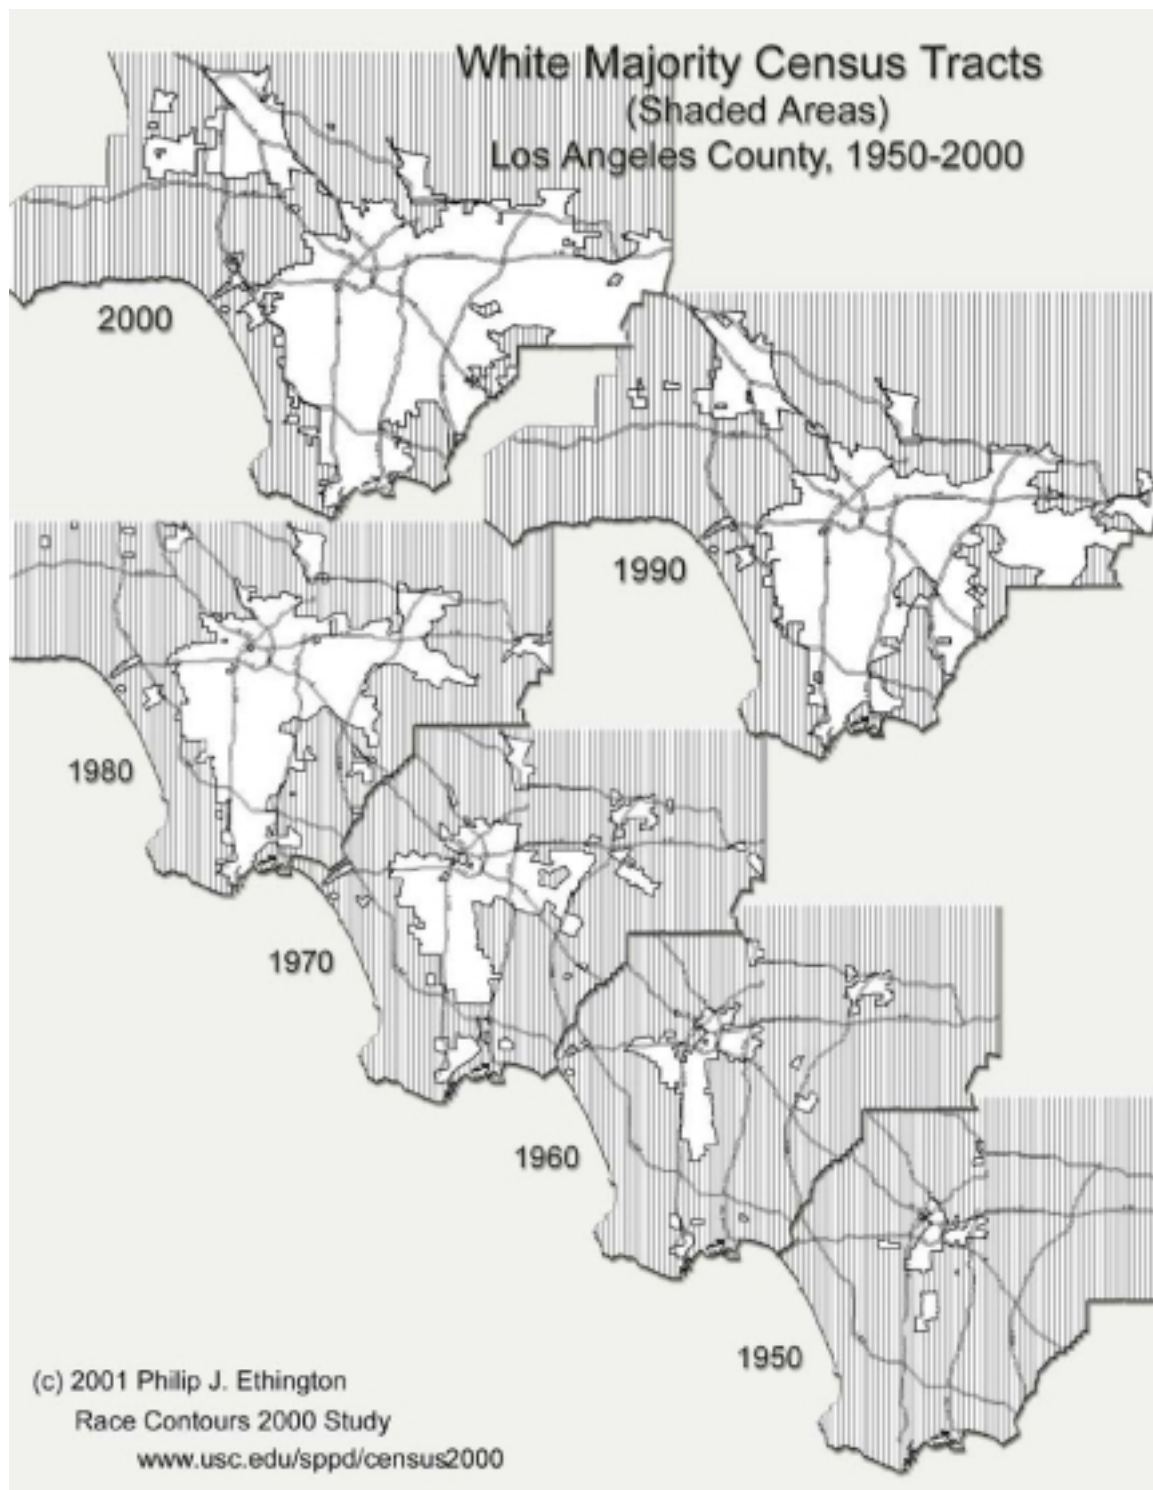 White Majority Census Tracts
(Shaded Areas)
Los Angeles County, 1950-2000
2000
1990
1980
1970
1960
1950
(c) 2001 Philip J. Ethington
Race Contours 2000 Study
www.usc.edu/sppd/census2000